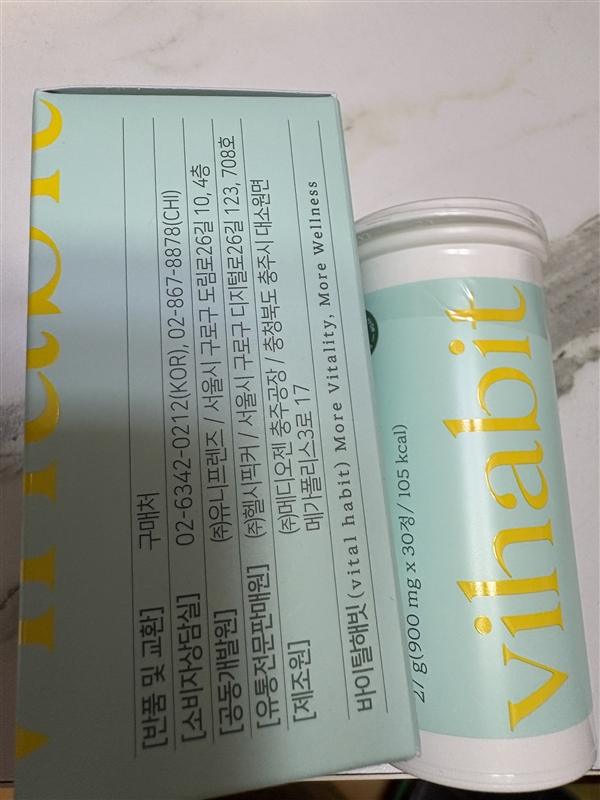 [반품 및 교환] 구매처
[소비자상담실] 02-6342-0212(KOR), 02-867-8878(CHI)
[공동개발원] (주)유니프렌즈 / 서울시 구로구 도림로26길 10, 4층
[유통전문판매원] (주)헬시픽커 / 서울시 구로구 디지털로26길 123, 708호
[제조원] (주)메디오젠 충주공장 / 충청북도 충주시 대소원면
메가폴리스3로 17
바이탈해빗(vital habit) More Vitality, More Wellness
vihabit
27 g(900 mg x 30정/ 105 kcal)